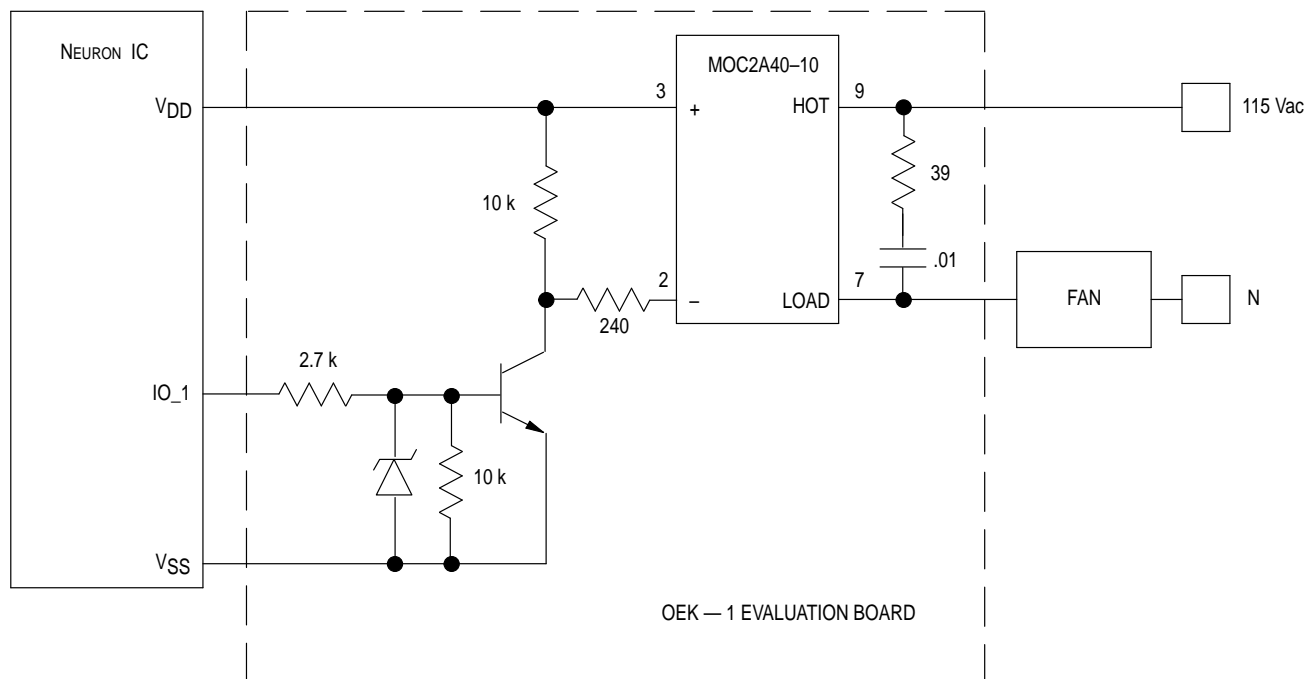 NEURON IC
MOC2A40–10
VDD
3
+
HOT
9
115 Vac
10 k
39
.01
2
–
240
LOAD
7
FAN
N
2.7 k
IO_1
10 k
VSS
OEK — 1 EVALUATION BOARD